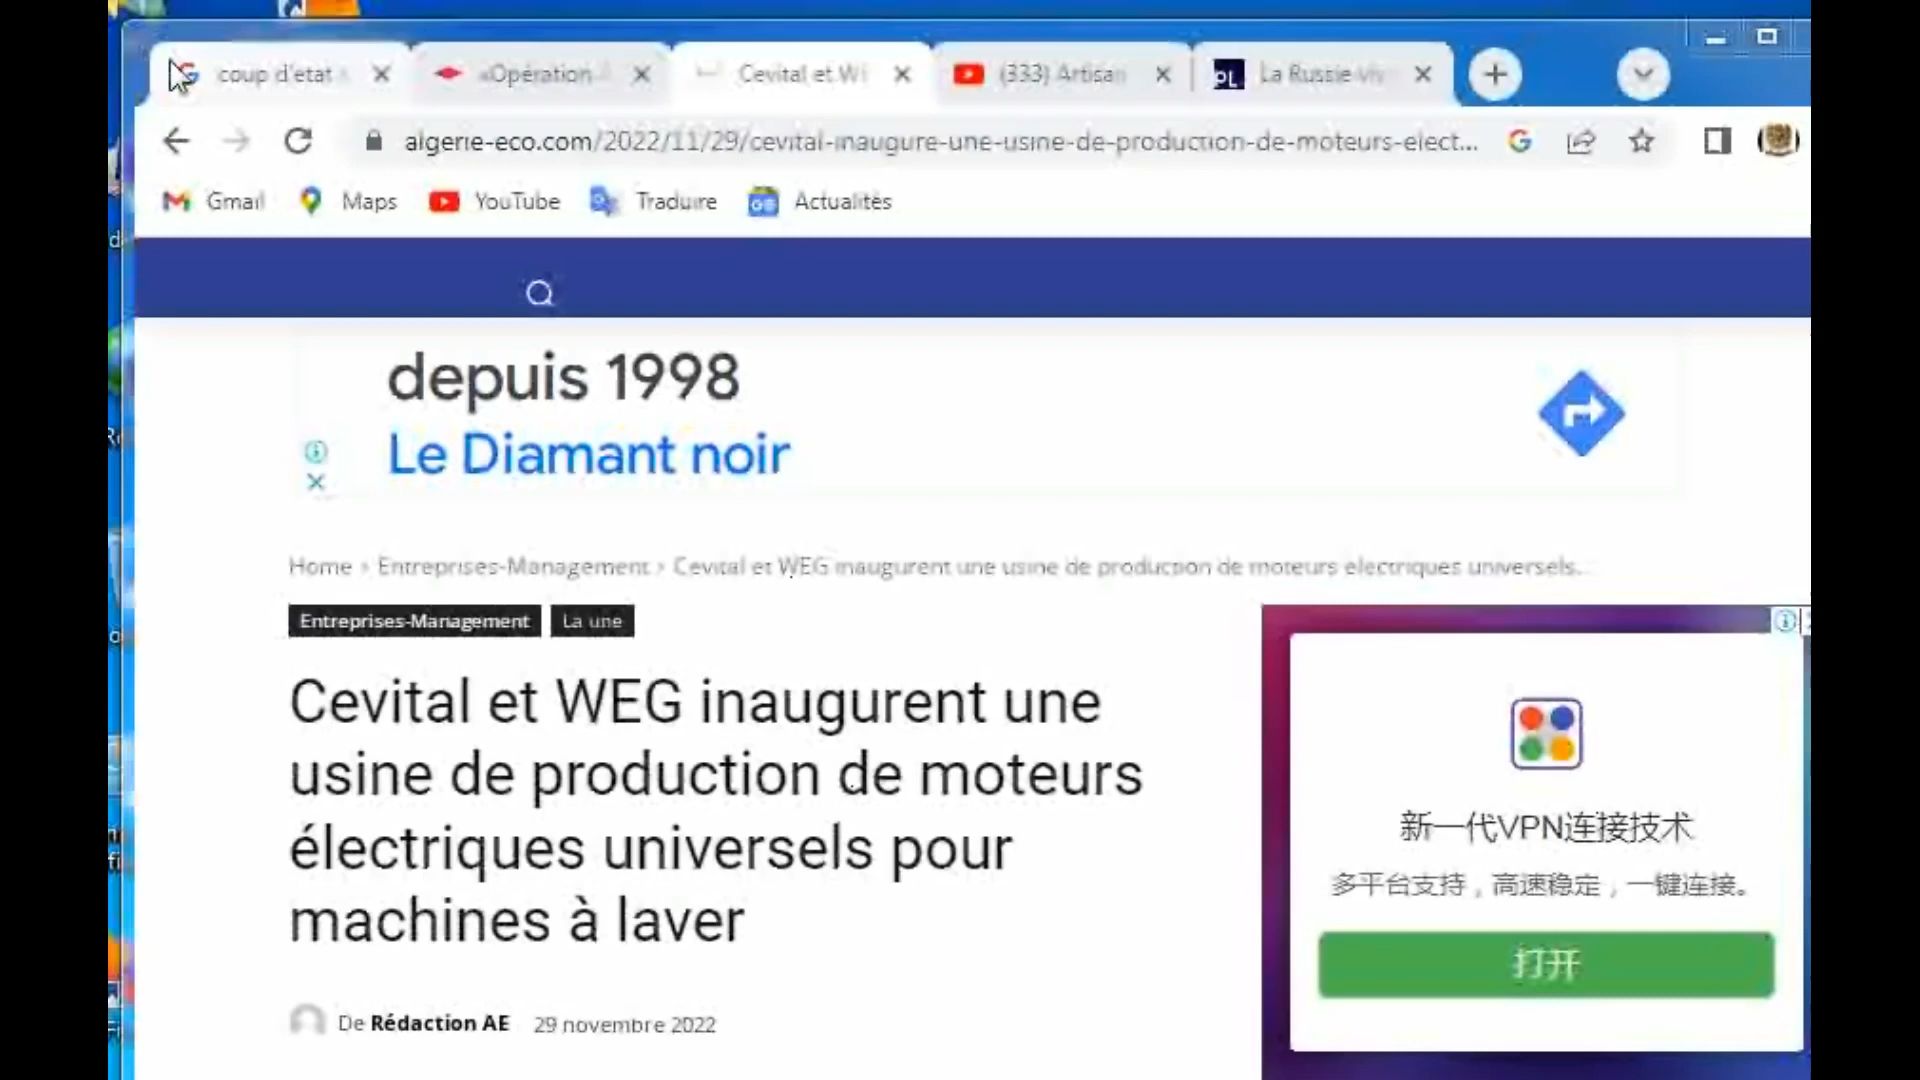 coup d'etat
«Opération
Cevital et W
(333) Artisan
La Russie viv
algerie-eco.com/2022/11/29/cevital-inaugure-une-usine-de-production-de-moteurs-elect...
Gmail
Maps
YouTube
Traduire
Actualités
depuis 1998
Le Diamant noir
Home › Entreprises-Management › Cevital et WEG inaugurent une usine de production de moteurs électriques universels...
Entreprises-Management
La une
Cevital et WEG inaugurent une
usine de production de moteurs
électriques universels pour
machines à laver
De Rédaction AE 29 novembre 2022
新一代VPN连接技术
多平台支持，高速稳定，一键连接。
打开